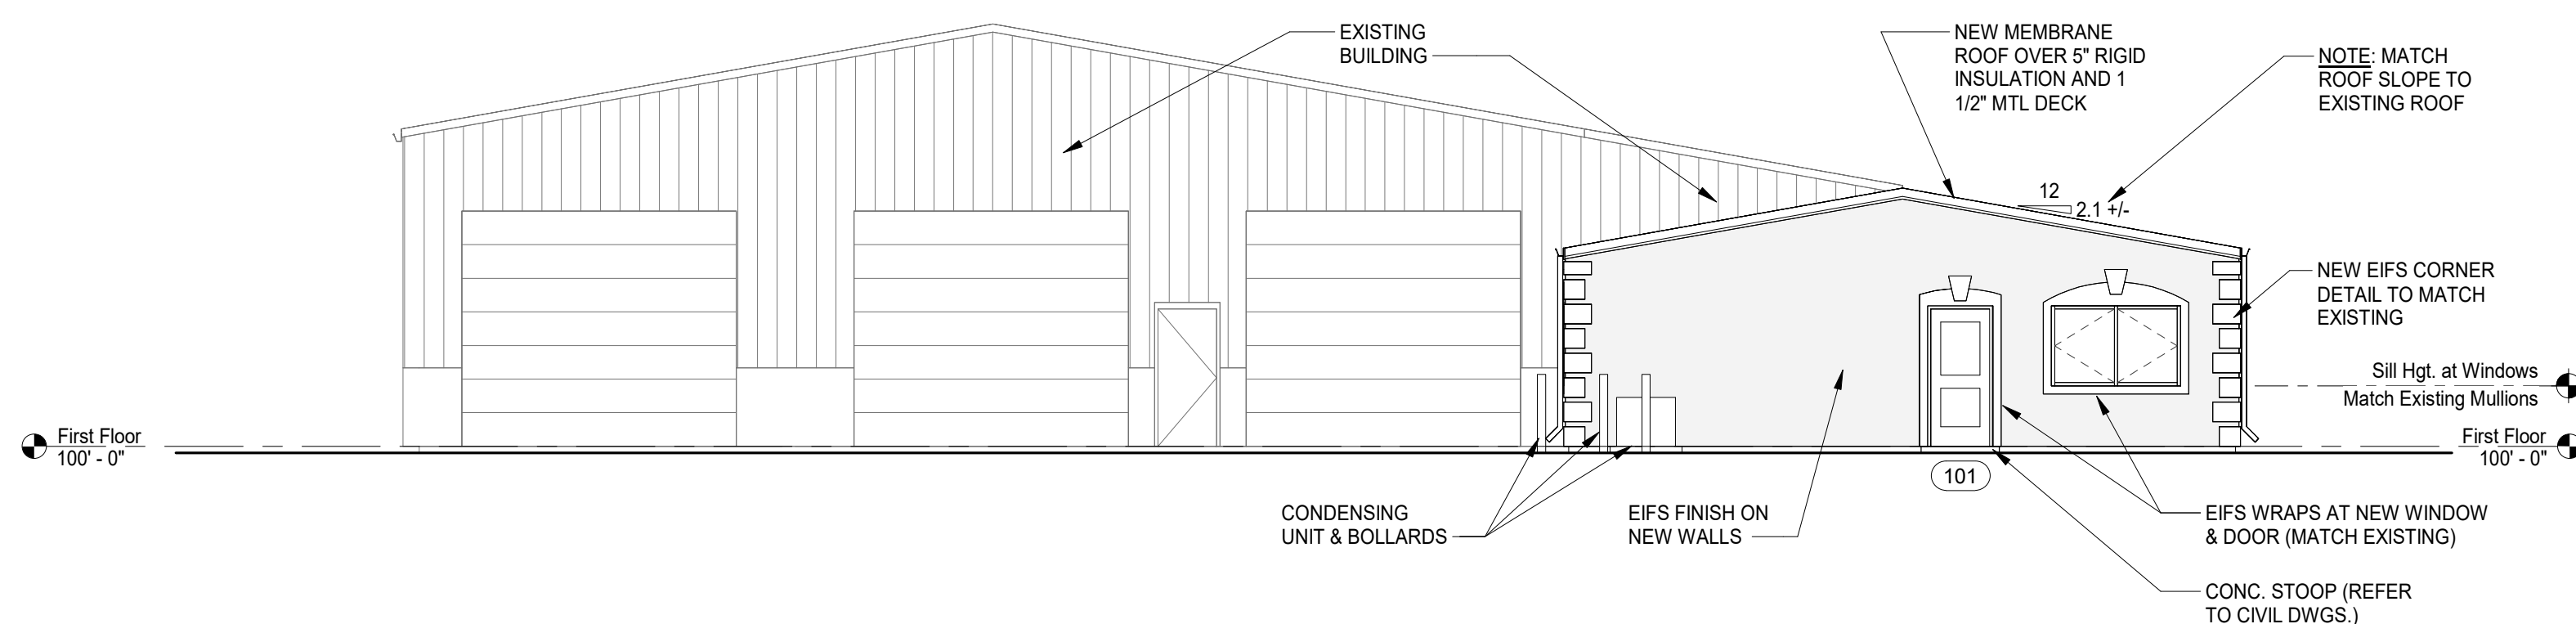 EXISTING
BUILDING
NEW MEMBRANE
ROOF OVER 5" RIGID
INSULATION AND 1
1/2" MTL DECK
NOTE: MATCH
ROOF SLOPE TO
EXISTING ROOF
12
2.1 +/-
NEW EIFS CORNER
DETAIL TO MATCH
EXISTING
Sill Hgt. at Windows
Match Existing Mullions
First Floor
100' - 0"
First Floor
100' - 0"
101
CONDENSING
UNIT & BOLLARDS
EIFS FINISH ON
NEW WALLS
EIFS WRAPS AT NEW WINDOW
& DOOR (MATCH EXISTING)
CONC. STOOP (REFER
TO CIVIL DWGS.)